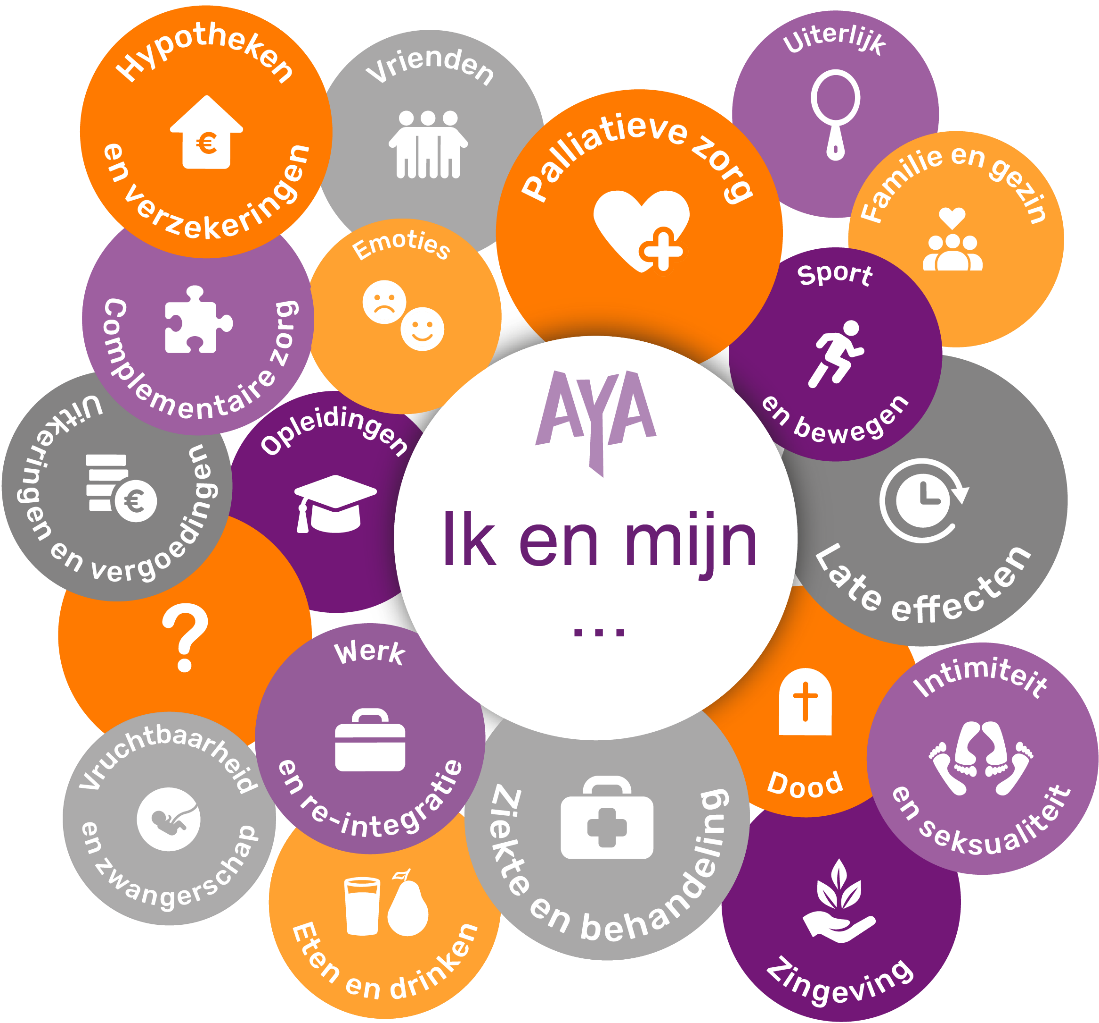 Hypotheken
en verzekeringen
Vrienden
Palliatieve zorg
Uiterlijk
Familie en gezin
Complementaire zorg
Emoties
Sport
en bewegen
Uitkeringen en vergoedingen
Opleidingen
AYA
Ik en mijn
...
Late effecten
?
Werk
en re-integratie
Dood
Intimiteit
en seksualiteit
Vruchtbaarheid
en zwangerschap
Ziekte en behandeling
Eten en drinken
Zingeving
€
€